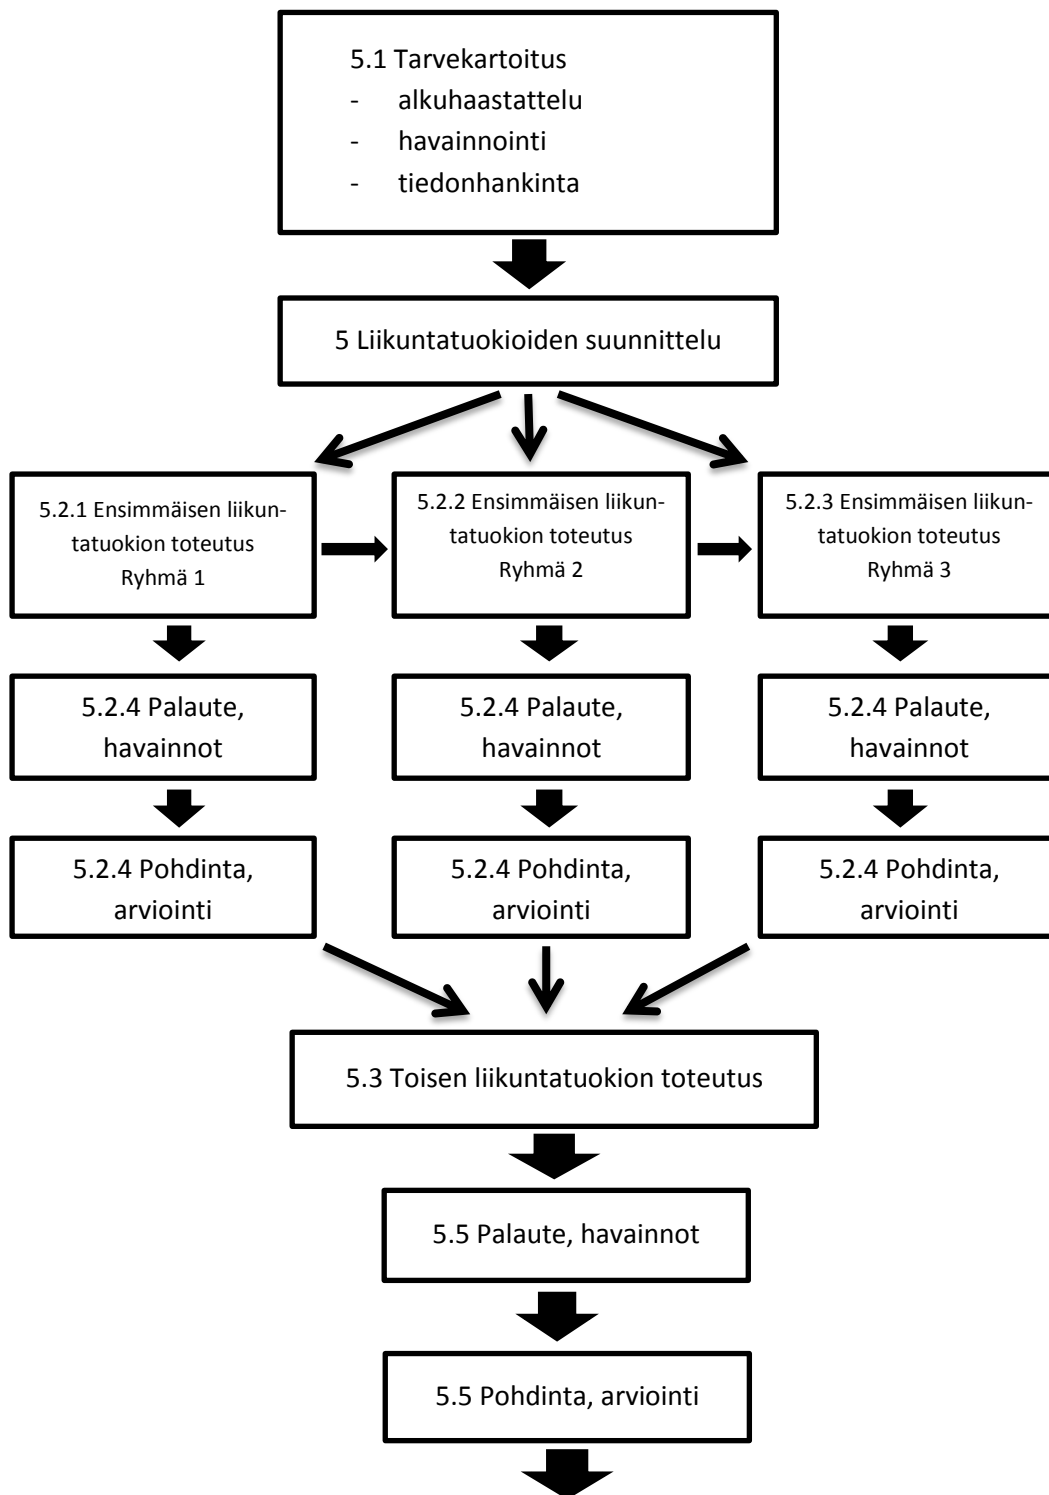 5.1 Tarvekartoitus
- alkuhaastattelu
- havainnointi
- tiedonhankinta
5 Liikuntatuokioiden suunnittelu
5.2.1 Ensimmäisen liikun-
tatuokion toteutus
Ryhmä 1
5.2.2 Ensimmäisen liikun-
tatuokion toteutus
Ryhmä 2
5.2.3 Ensimmäisen liikun-
tatuokion toteutus
Ryhmä 3
5.2.4 Palaute,
havainnot
5.2.4 Palaute,
havainnot
5.2.4 Palaute,
havainnot
5.2.4 Pohdinta,
arviointi
5.2.4 Pohdinta,
arviointi
5.2.4 Pohdinta,
arviointi
5.3 Toisen liikuntatuokion toteutus
5.5 Palaute, havainnot
5.5 Pohdinta, arviointi